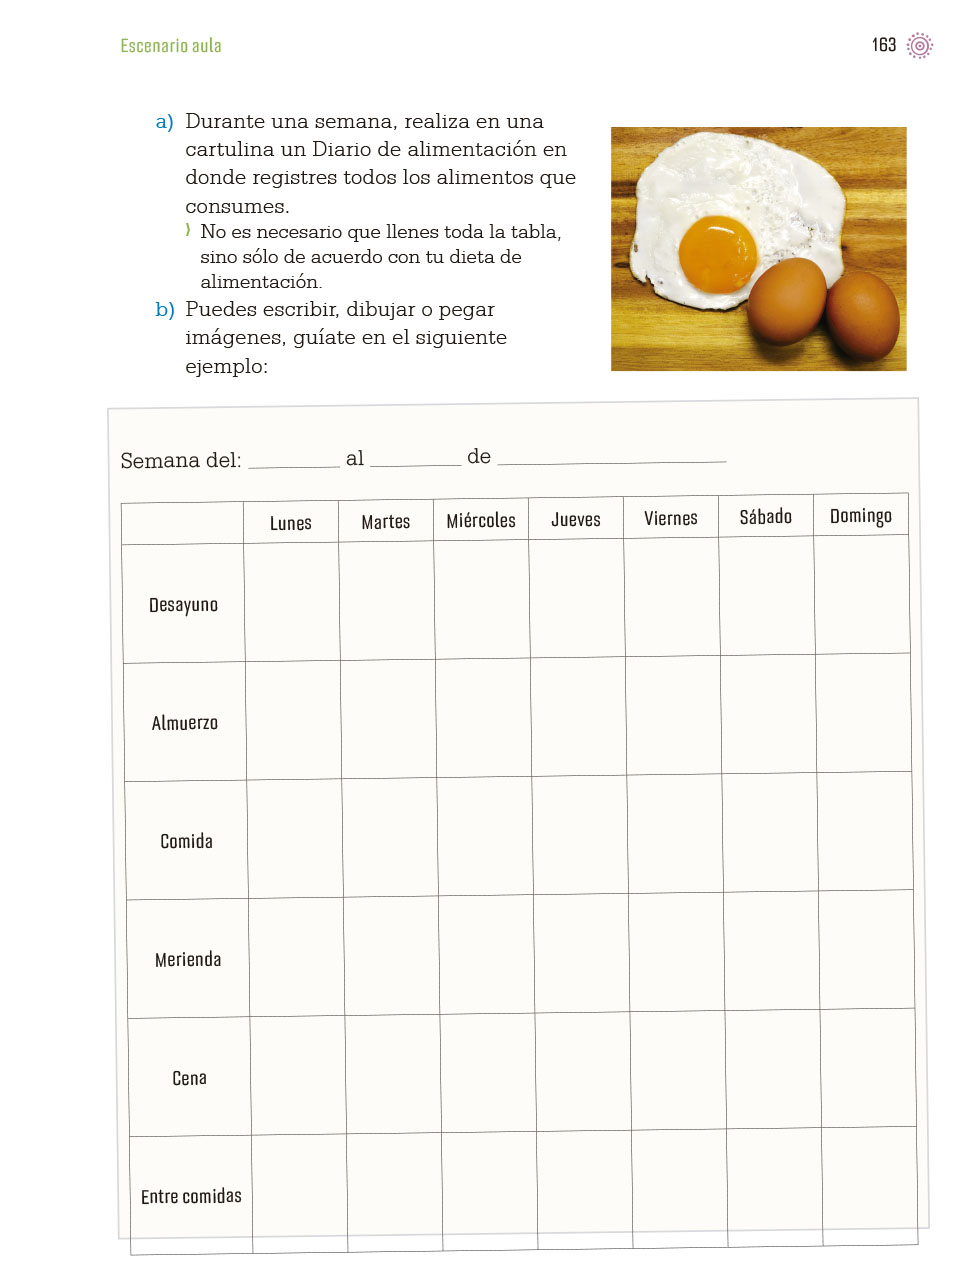 Escenario aula
163
a) Durante una semana, realiza en una
cartulina un Diario de alimentación en
donde registres todos los alimentos que
consumes.
⟩ No es necesario que llenes toda la tabla,
sino sólo de acuerdo con tu dieta de
alimentación.
b) Puedes escribir, dibujar o pegar
imágenes, guíate en el siguiente
ejemplo:
Semana del: ________ al ________ de ____________________
Lunes Martes Miércoles Jueves Viernes Sábado Domingo
Desayuno
Almuerzo
Comida
Merienda
Cena
Entre comidas